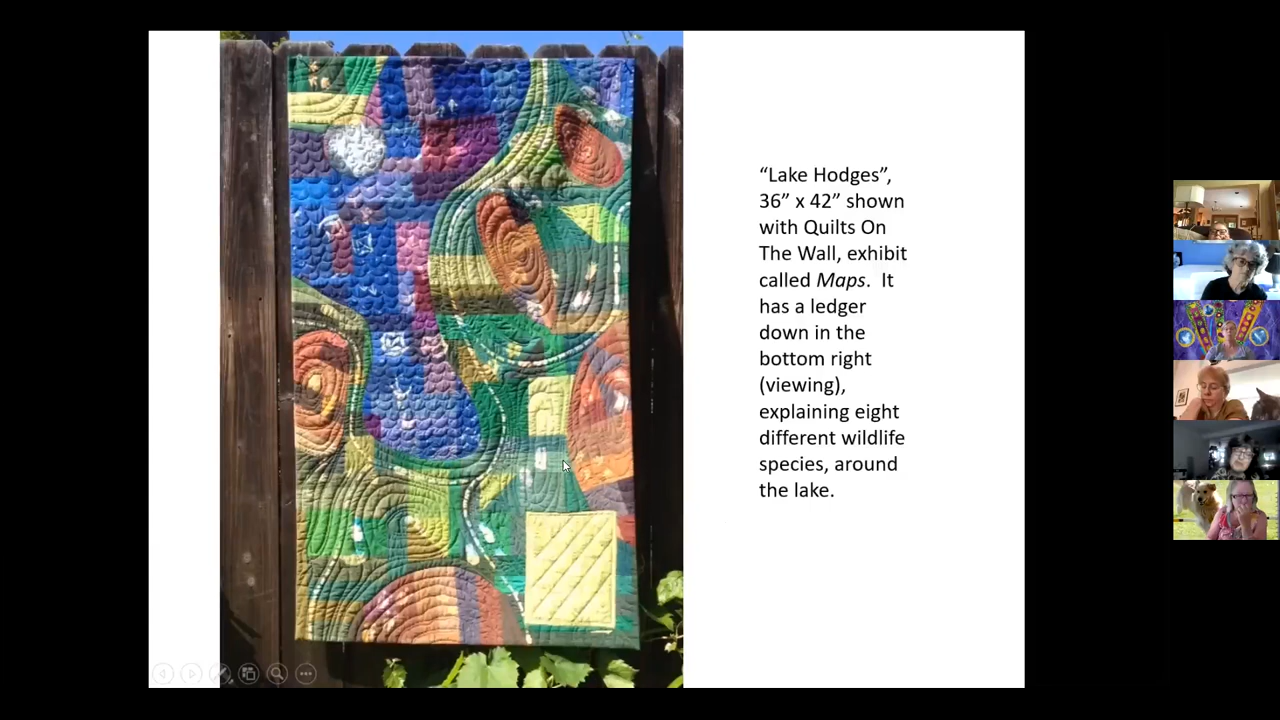 “Lake Hodges”,
36” x 42” shown
with Quilts On
The Wall, exhibit
called Maps.  It
has a ledger
down in the
bottom right
(viewing),
explaining eight
different wildlife
species, around
the lake.